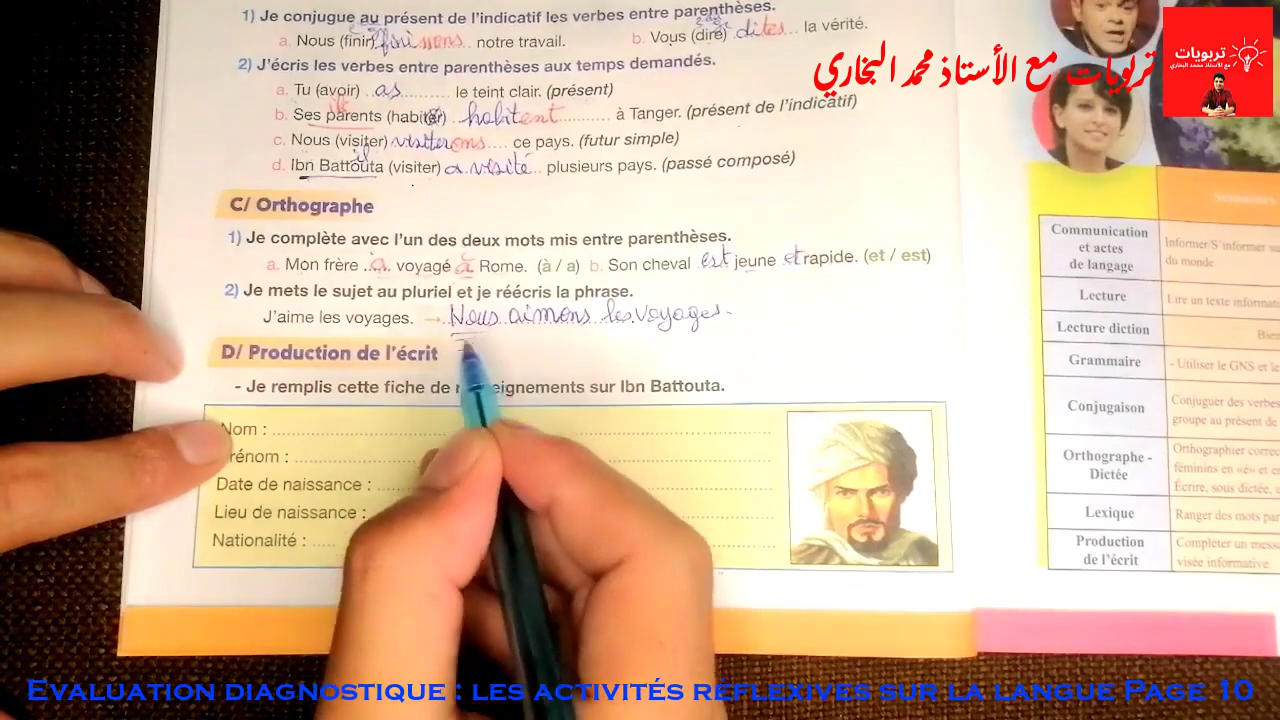 1) Je conjugue au présent de l'indicatif les verbes entre parenthèses.
a. Nous (finir) finissons notre travail. b. Vous (dire) dites la vérité.
2) J'écris les verbes entre parenthèses aux temps demandés.
a. Tu (avoir) as le teint clair. (présent)
b. Ses parents (habiter) habitent à Tanger. (présent de l'indicatif)
c. Nous (visiter) visiterons ce pays. (futur simple)
d. Ibn Battouta (visiter) a visité plusieurs pays. (passé composé)
C/ Orthographe
1) Je complète avec l'un des deux mots mis entre parenthèses.
a. Mon frère a voyagé à Rome. (à / a) b. Son cheval est jeune et rapide. (et / est)
2) Je mets le sujet au pluriel et je réécris la phrase.
J'aime les voyages. → Nous aimons les voyages.
D/ Production de l'écrit
- Je remplis cette fiche de renseignements sur Ibn Battouta.
Nom :
Prénom :
Date de naissance :
Lieu de naissance :
Nationalité :
تربويات مع الأستاذ محمد البخاري
تربويات
مع الأستاذ محمد البخاري
Communication et actes de langage
Informer/S'informer
du monde
Lecture
Lire un texte
Lecture diction
Grammaire
- Utiliser le GNS et le
Conjugaison
Conjuguer des verbes
groupe au présent de
Orthographe - Dictée
Orthographier
féminins en «é» et
Écrire, sous dictée,
Lexique
Ranger des mots par
Production de l'écrit
Compléter un
visée informative.
Evaluation diagnostique : les activités réflexives sur la langue Page 10